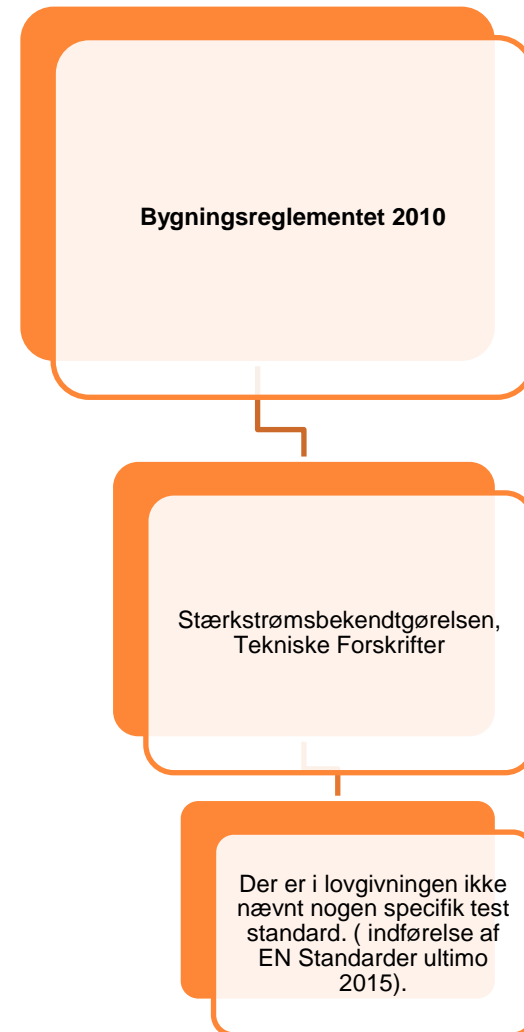 Bygningsreglementet 2010
Stærkstrømsbekendtgørelsen,
Tekniske Forskrifter
Der er i lovgivningen ikke
nævnt nogen specifik test
standard. ( indførelse af
EN Standarder ultimo
2015).